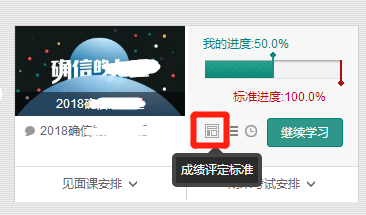 我的进度:50.0%
确信
2018确信
标准进度:100.0%
2018确信
继续学习
成绩评定标准
见面课安排
考试安排